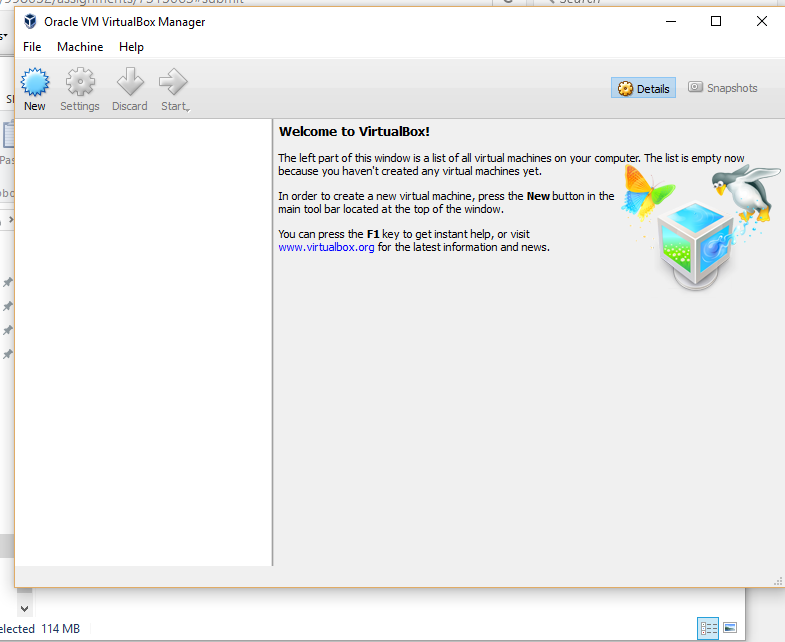 Oracle VM VirtualBox Manager
File Machine Help
New Settings Discard Start
Details Snapshots
Welcome to VirtualBox!
The left part of this window is a list of all virtual machines on your computer. The list is empty now
because you haven't created any virtual machines yet.
In order to create a new virtual machine, press the New button in the
main tool bar located at the top of the window.
You can press the F1 key to get instant help, or visit
www.virtualbox.org for the latest information and news.
elected 114 MB